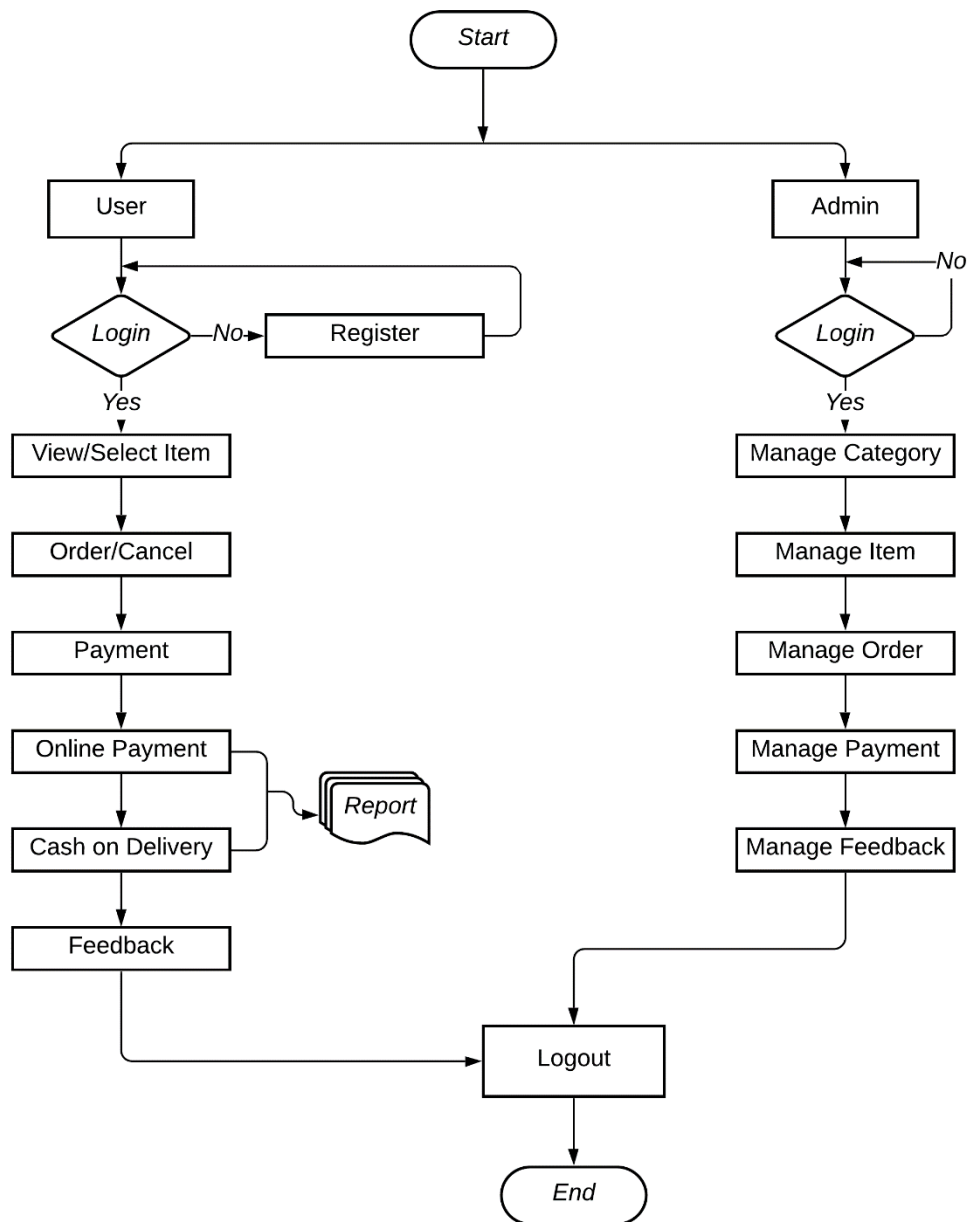 Start
User
Admin
No
Login
No
Register
Login
Yes
Yes
View/Select Item
Manage Category
Order/Cancel
Manage Item
Payment
Manage Order
Online Payment
Manage Payment
Report
Cash on Delivery
Manage Feedback
Feedback
Logout
End